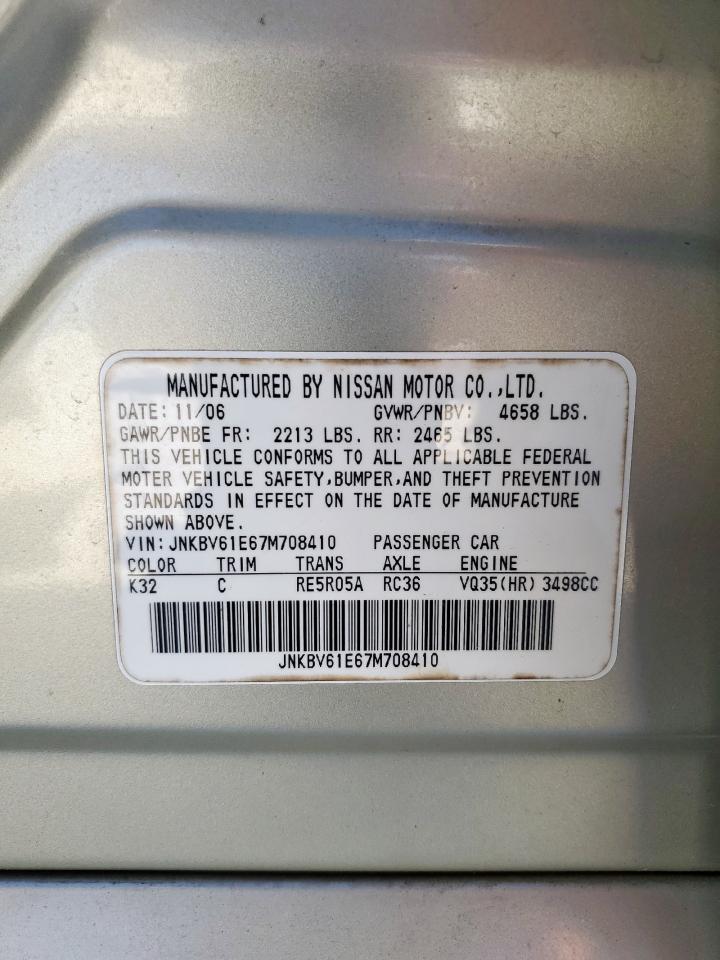 MANUFACTURED BY NISSAN MOTOR CO.,LTD.
DATE: 11/06 GVWR/PNBV: 4658 LBS.
GAWR/PNBE FR: 2213 LBS. RR: 2465 LBS.
THIS VEHICLE CONFORMS TO ALL APPLICABLE FEDERAL
MOTER VEHICLE SAFETY,BUMPER,AND THEFT PREVENTION
STANDARDS IN EFFECT ON THE DATE OF MANUFACTURE
SHOWN ABOVE.
VIN: JNKBV61E67M708410 PASSENGER CAR
COLOR TRIM TRANS AXLE ENGINE
K32 C RE5R05A RC36 VQ35(HR) 3498CC
JNKBV61E67M708410